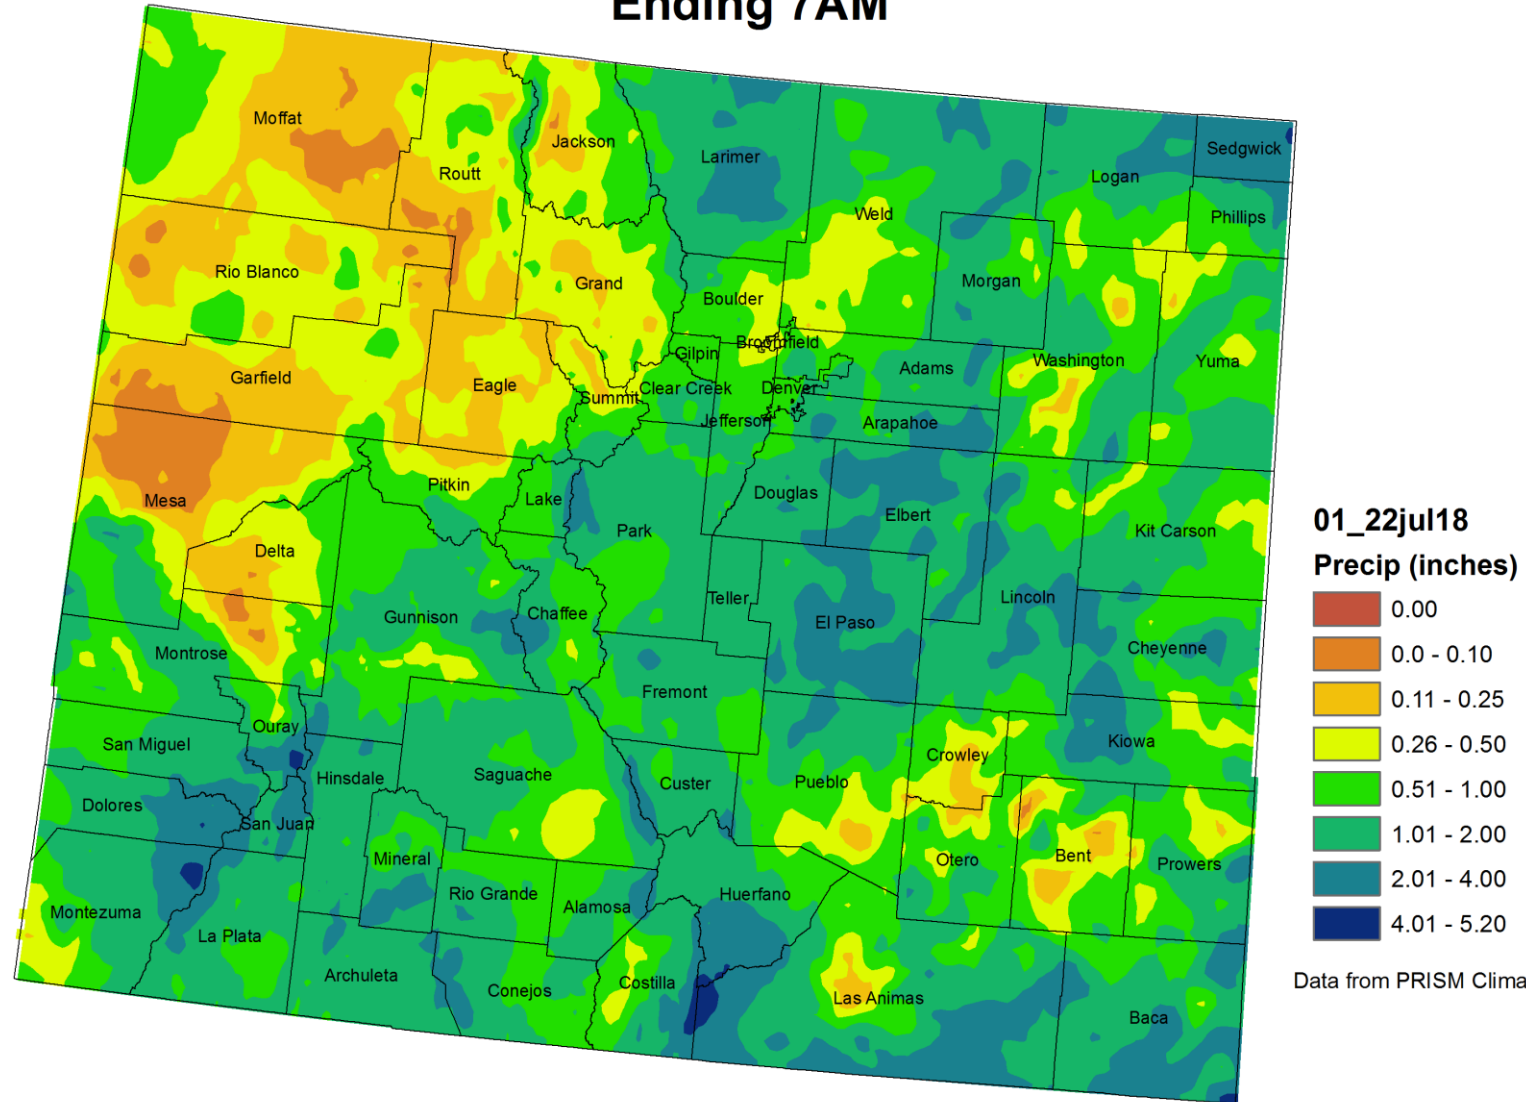 Ending 7AM
Moffat
Jackson
Routt
Larimer
Sedgwick
Logan
Phillips
Weld
Rio Blanco
Grand
Boulder
Morgan
Broomfield
Gilpin
Washington
Yuma
Garfield
Eagle
Summit
Clear Creek
Denver
Adams
Jefferson
Arapahoe
Mesa
Pitkin
Lake
Park
Douglas
Elbert
Kit Carson
Delta
Gunnison
Chaffee
Teller
El Paso
Lincoln
Cheyenne
Montrose
Fremont
Ouray
San Miguel
Hinsdale
Saguache
Custer
Pueblo
Crowley
Kiowa
Dolores
San Juan
Mineral
Rio Grande
Alamosa
Huerfano
Otero
Bent
Prowers
Montezuma
La Plata
Archuleta
Conejos
Costilla
Las Animas
Baca
01_22jul18
Precip (inches)
0.00
0.0 - 0.10
0.11 - 0.25
0.26 - 0.50
0.51 - 1.00
1.01 - 2.00
2.01 - 4.00
4.01 - 5.20
Data from PRISM Clima